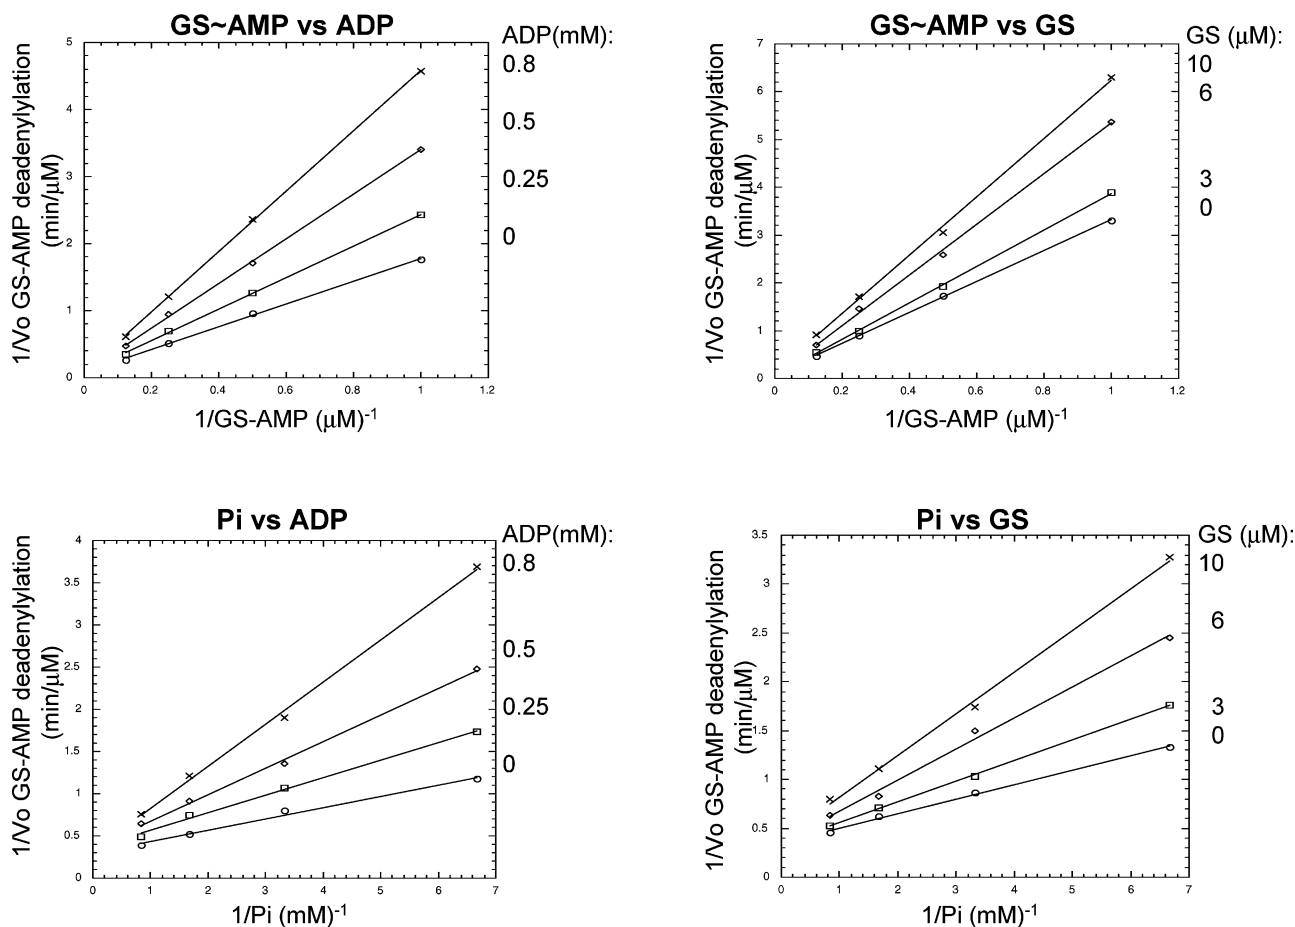 GS~AMP vs ADP
ADP(mM):
0.8
0.5
0.25
0
1/Vo GS-AMP deadenylylation
(min/μM)
5
4
3
2
1
0
0 0.2 0.4 0.6 0.8 1 1.2
1/GS-AMP (μM)-1
GS~AMP vs GS
GS (μM):
10
6
3
0
1/Vo GS-AMP deadenylylation
(min/μM)
7
6
5
4
3
2
1
0
0 0.2 0.4 0.6 0.8 1 1.2
1/GS-AMP (μM)-1
Pi vs ADP
ADP(mM):
0.8
0.5
0.25
0
1/Vo GS-AMP deadenylylation
(min/μM)
4
3.5
3
2.5
2
1.5
1
0.5
0
0 1 2 3 4 5 6 7
1/Pi (mM)-1
Pi vs GS
GS (μM):
10
6
3
0
1/Vo GS-AMP deadenylylation
(min/μM)
3.5
3
2.5
2
1.5
1
0.5
0
0 1 2 3 4 5 6 7
1/Pi (mM)-1